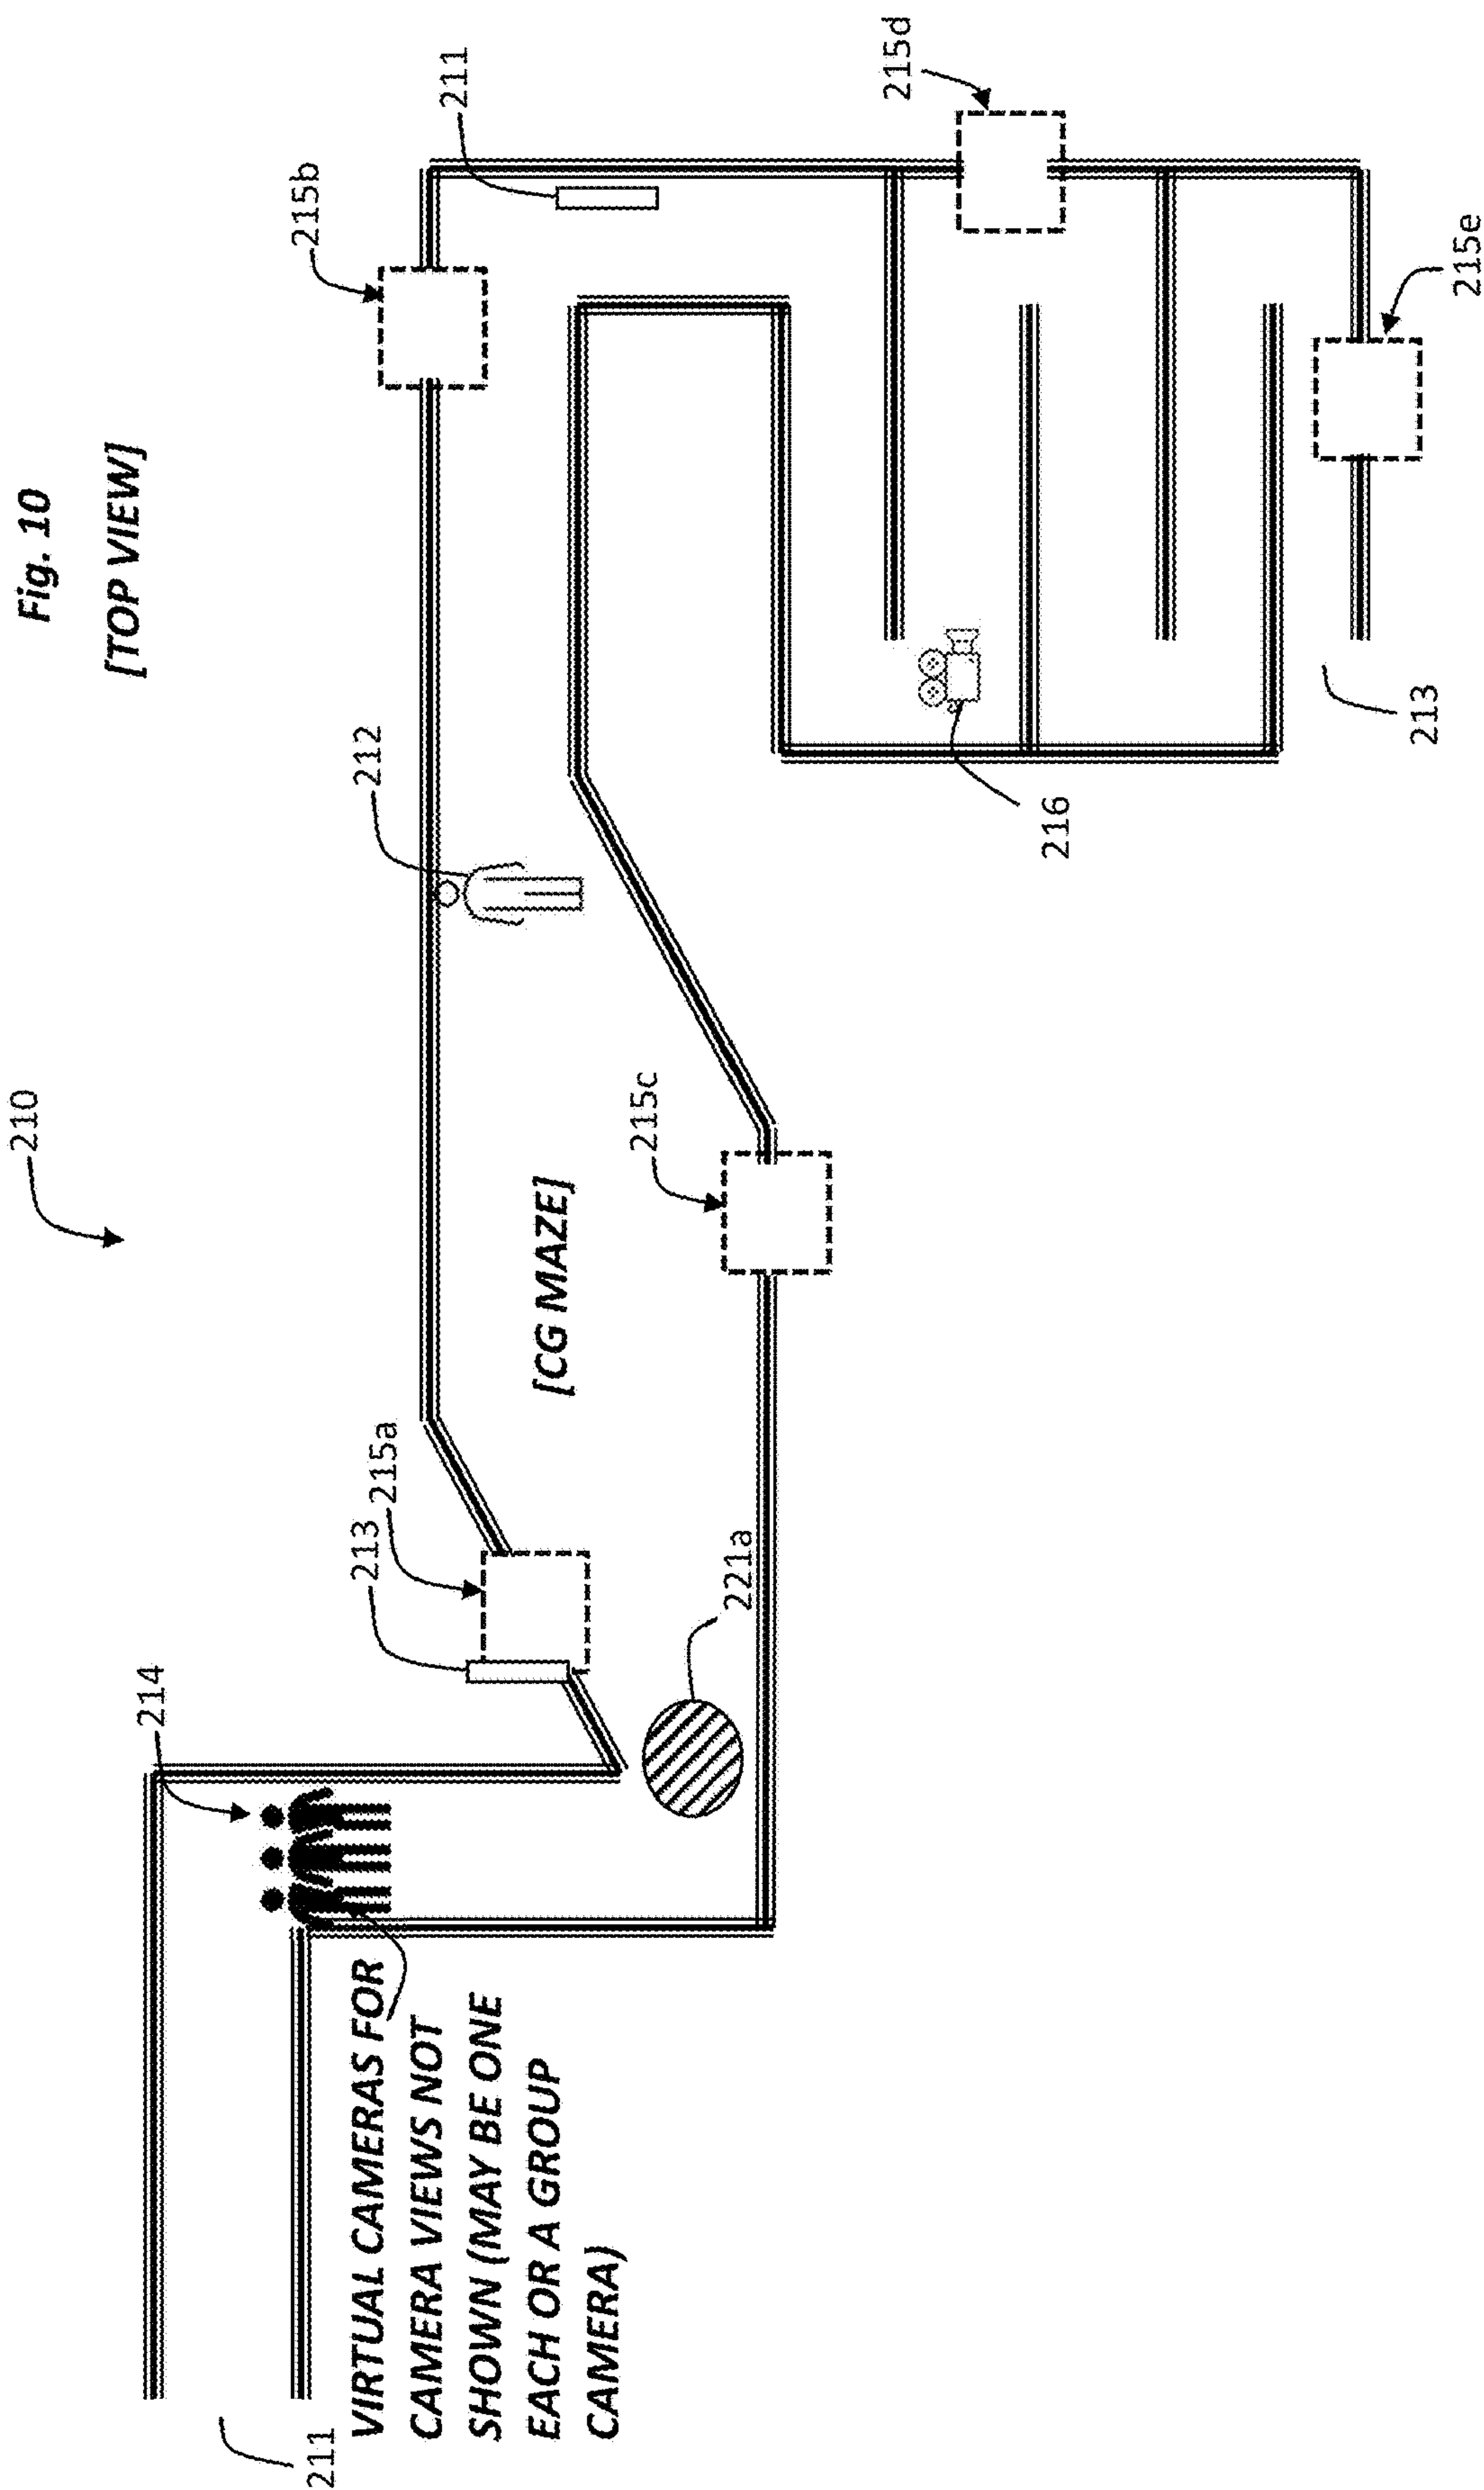 Fig. 10
[TOP VIEW]
210
214
213
215a
212
215b
211
[CG MAZE]
215c
221a
216
215d
215e
213
211
VIRTUAL CAMERAS FOR
CAMERA VIEWS NOT
SHOWN (MAY BE ONE
EACH OR A GROUP
CAMERA)